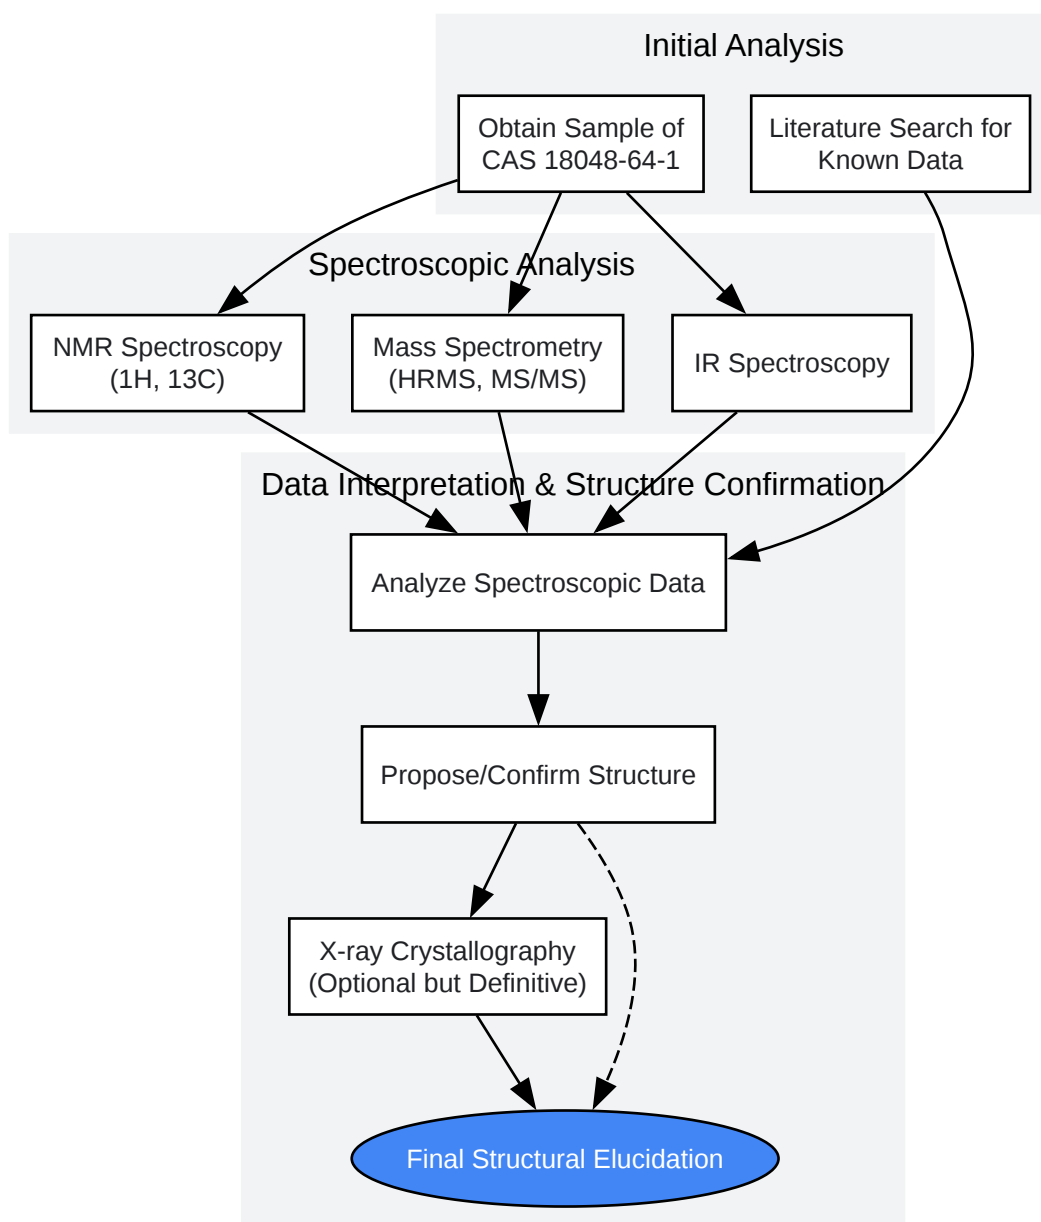 Initial Analysis
Obtain Sample of
CAS 18048-64-1
Literature Search for
Known Data
Spectroscopic Analysis
NMR Spectroscopy
(1H, 13C)
Mass Spectrometry
(HRMS, MS/MS)
IR Spectroscopy
Data Interpretation & Structure Confirmation
Analyze Spectroscopic Data
Propose/Confirm Structure
X-ray Crystallography
(Optional but Definitive)
Final Structural Elucidation